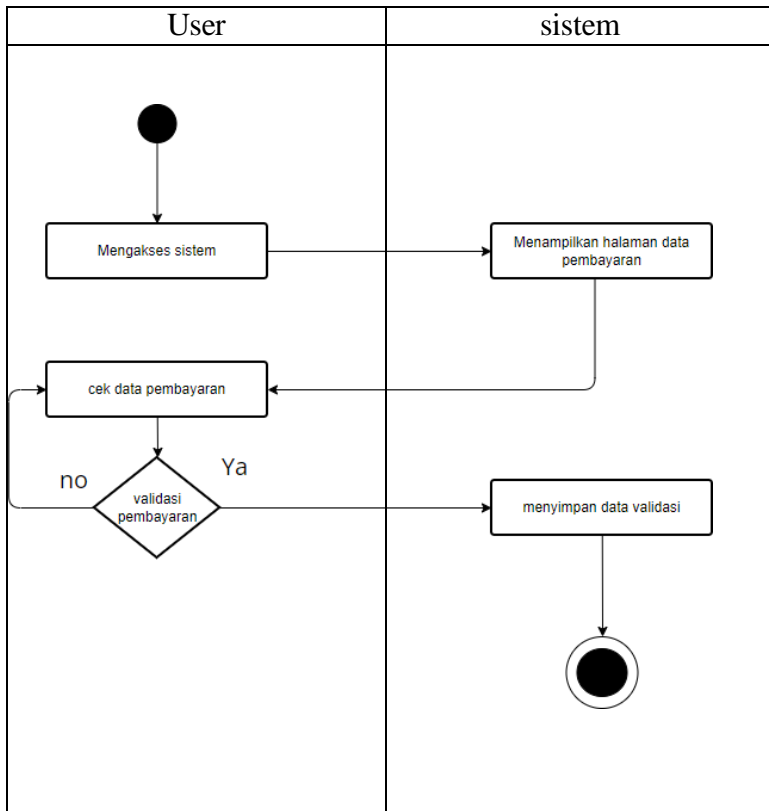 User
sistem
Mengakses sistem
Menampilkan halaman data
pembayaran
cek data pembayaran
no
Ya
validasi
pembayaran
menyimpan data validasi